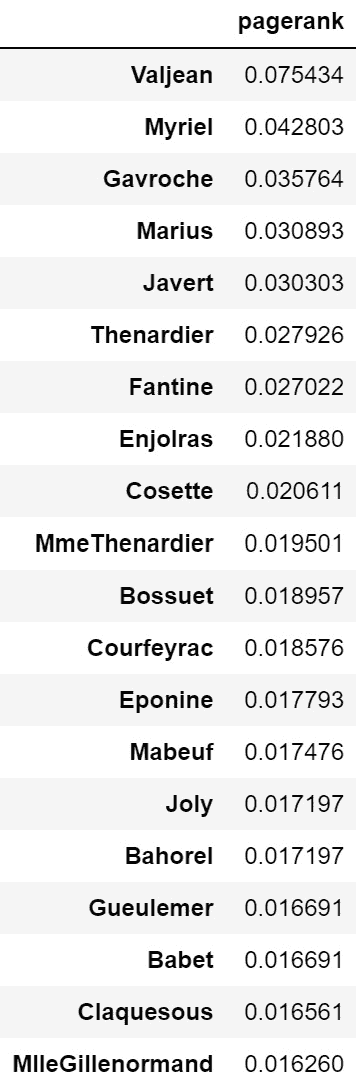 pagerank
Valjean 0.075434
Myriel 0.042803
Gavroche 0.035764
Marius 0.030893
Javert 0.030303
Thenardier 0.027926
Fantine 0.027022
Enjolras 0.021880
Cosette 0.020611
MmeThenardier 0.019501
Bossuet 0.018957
Courfeyrac 0.018576
Eponine 0.017793
Mabeuf 0.017476
Joly 0.017197
Bahorel 0.017197
Gueulemer 0.016691
Babet 0.016691
Claquesous 0.016561
MlleGillenormand 0.016260